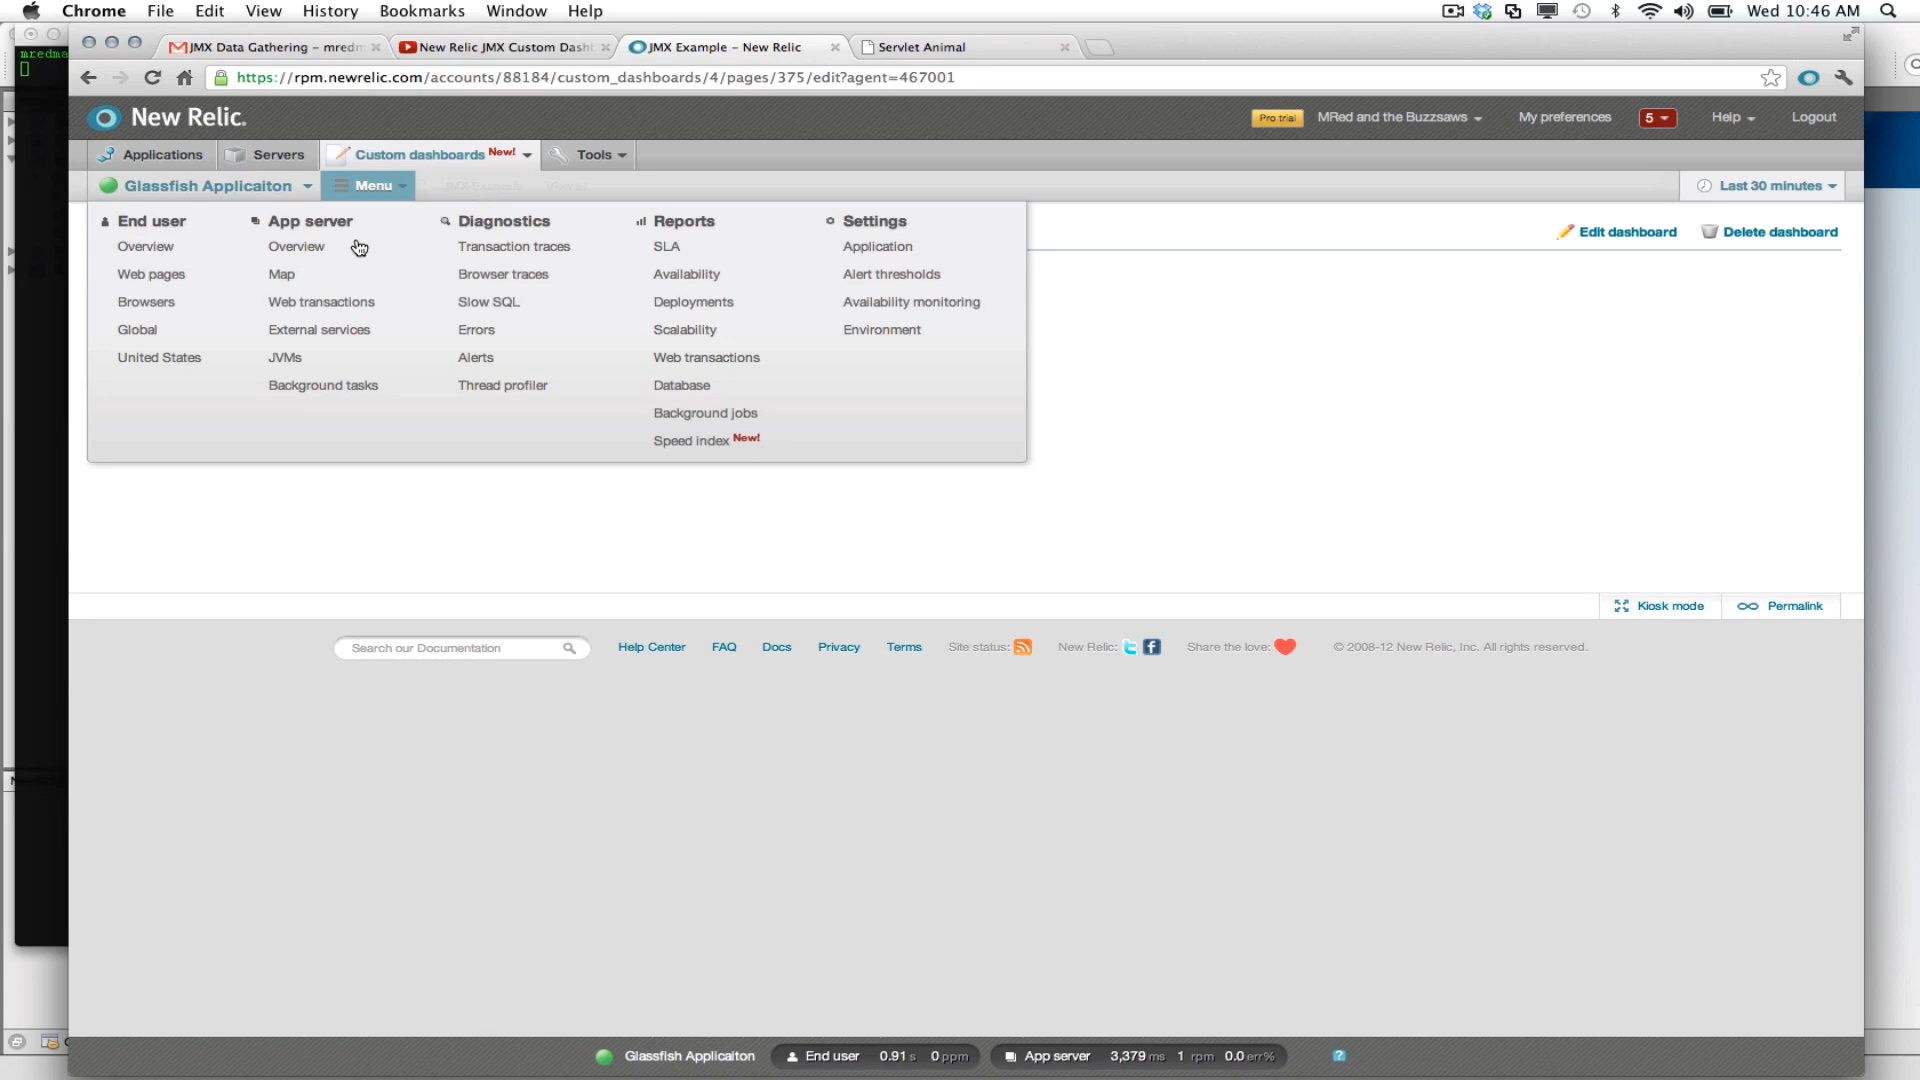 Chrome File Edit View History Bookmarks Window Help Wed 10:46 AM
mredma
JMX Data Gathering – mredm New Relic JMX Custom Dash JMX Example – New Relic Servlet Animal
https://rpm.newrelic.com/accounts/88184/custom_dashboards/4/pages/375/edit?agent=467001
New Relic. Pro trial MRed and the Buzzsaws My preferences 5 Help Logout
Applications Servers Custom dashboards New! Tools
Glassfish Applicaiton Menu JMX Example View all Last 30 minutes
End user App server Diagnostics Reports Settings
Edit dashboard Delete dashboard
Overview Overview Transaction traces SLA Application
Web pages Map Browser traces Availability Alert thresholds
Browsers Web transactions Slow SQL Deployments Availability monitoring
Global External services Errors Scalability Environment
United States JVMs Alerts Web transactions
Background tasks Thread profiler Database
Background jobs
Speed index New!
Kiosk mode Permalink
Search our Documentation Help Center FAQ Docs Privacy Terms Site status: New Relic: Share the love: © 2008-12 New Relic, Inc. All rights reserved.
Glassfish Applicaiton End user 0.91 s 0 ppm App server 3,379 ms 1 rpm 0.0 err% ?